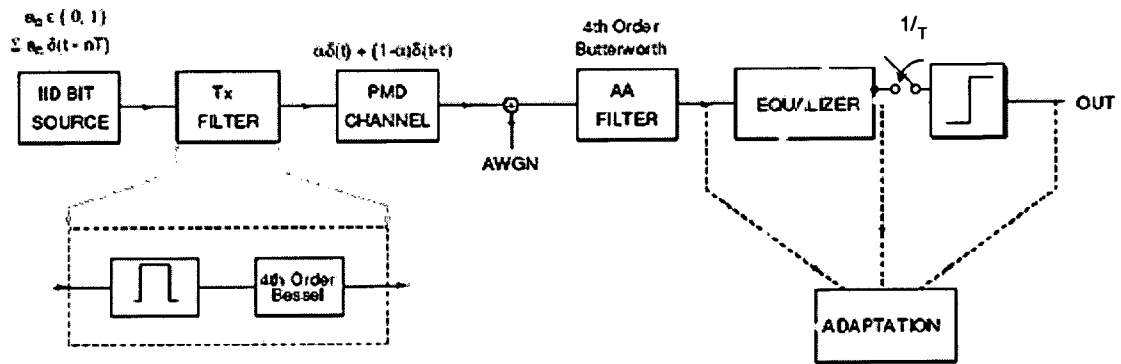 aₙ ε { 0, 1 }
Σ aₙ δ(t - nT)
IID BIT
SOURCE
Tx
FILTER
αδ(t) + (1-α)δ(t-τ)
PMD
CHANNEL
AWGN
4th Order
Butterworth
AA
FILTER
EQUALIZER
1/T
OUT
4th Order
Bessel
ADAPTATION